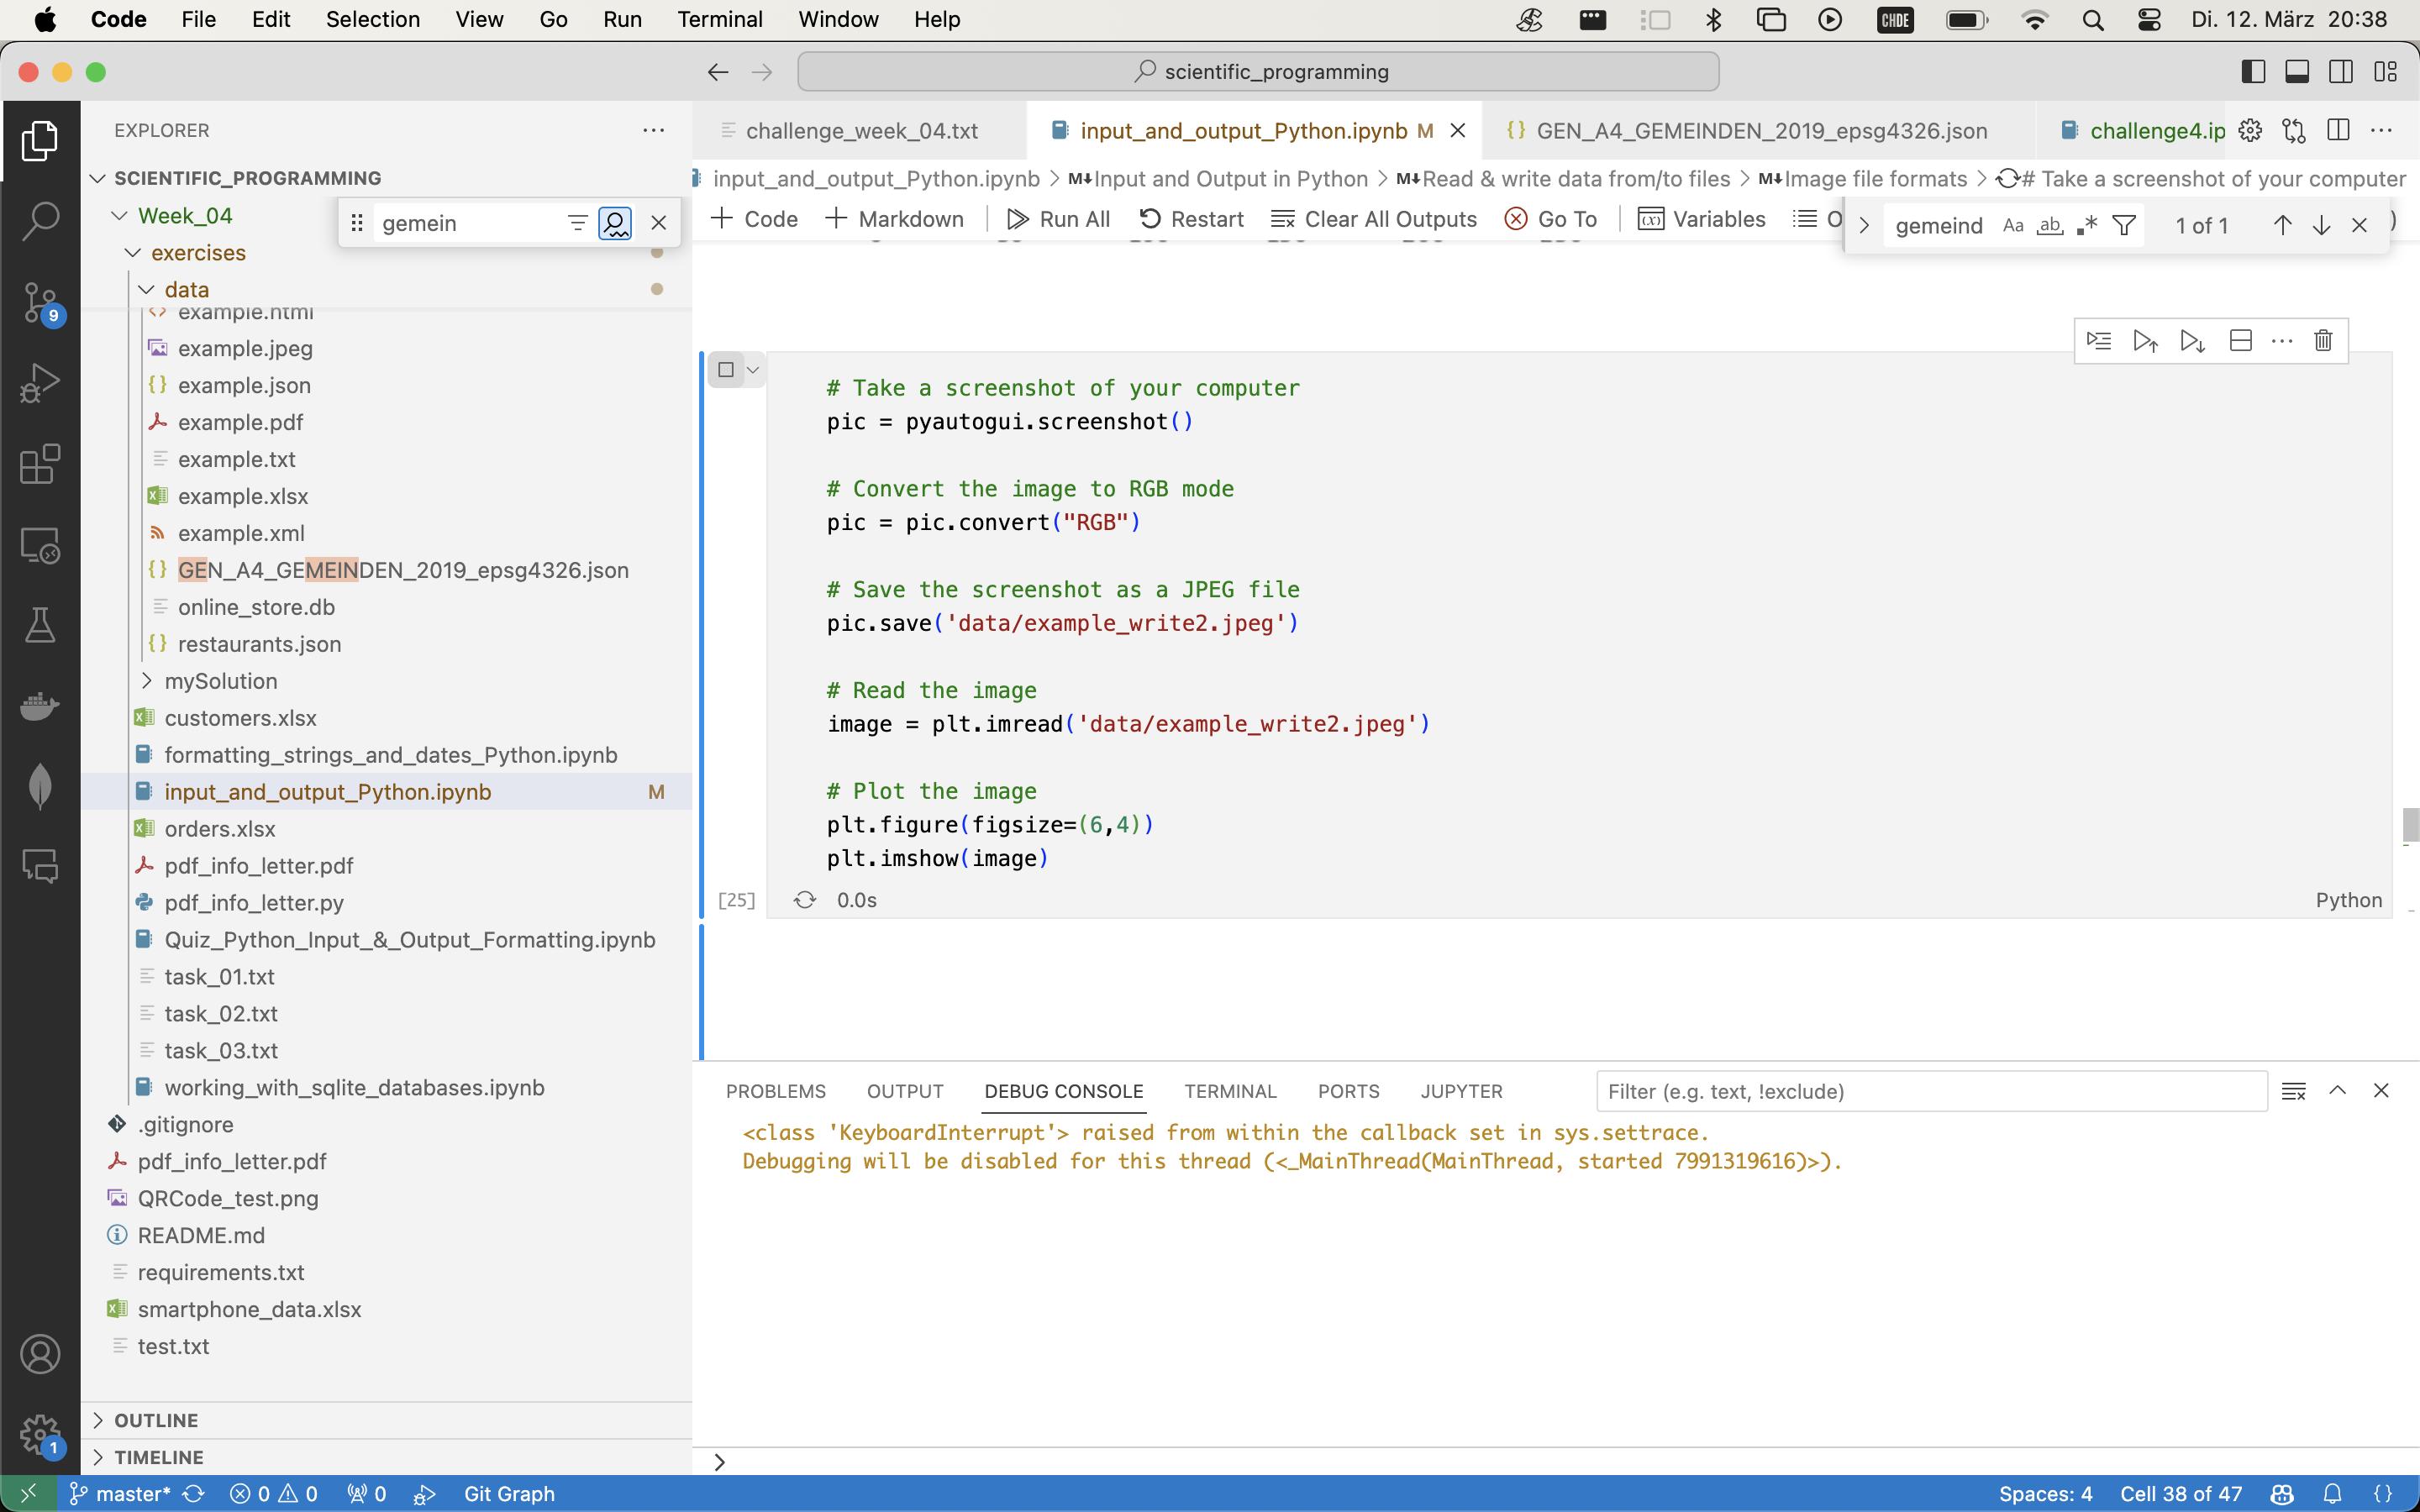 Code File Edit Selection View Go Run Terminal Window Help CHDE Di. 12. März 20:38
scientific_programming
EXPLORER
SCIENTIFIC_PROGRAMMING
Week_04
gemein
exercises
data
example.html
example.jpeg
example.json
example.pdf
example.txt
example.xlsx
example.xml
GEN_A4_GEMEINDEN_2019_epsg4326.json
online_store.db
restaurants.json
mySolution
customers.xlsx
formatting_strings_and_dates_Python.ipynb
input_and_output_Python.ipynb M
orders.xlsx
pdf_info_letter.pdf
pdf_info_letter.py
Quiz_Python_Input_&_Output_Formatting.ipynb
task_01.txt
task_02.txt
task_03.txt
working_with_sqlite_databases.ipynb
.gitignore
pdf_info_letter.pdf
QRCode_test.png
README.md
requirements.txt
smartphone_data.xlsx
test.txt
OUTLINE
TIMELINE
9
1
challenge_week_04.txt input_and_output_Python.ipynb M GEN_A4_GEMEINDEN_2019_epsg4326.json challenge4.ip
input_and_output_Python.ipynb > M↓Input and Output in Python > M↓Read & write data from/to files > M↓Image file formats > # Take a screenshot of your computer
+ Code + Markdown Run All Restart Clear All Outputs Go To Variables O
gemeind Aa ab .* 1 of 1
# Take a screenshot of your computer
pic = pyautogui.screenshot()
# Convert the image to RGB mode
pic = pic.convert("RGB")
# Save the screenshot as a JPEG file
pic.save('data/example_write2.jpeg')
# Read the image
image = plt.imread('data/example_write2.jpeg')
# Plot the image
plt.figure(figsize=(6,4))
plt.imshow(image)
[25] 0.0s Python
PROBLEMS OUTPUT DEBUG CONSOLE TERMINAL PORTS JUPYTER Filter (e.g. text, !exclude)
<class 'KeyboardInterrupt'> raised from within the callback set in sys.settrace.
Debugging will be disabled for this thread (<_MainThread(MainThread, started 7991319616)>).
>
master* 0 0 0 Git Graph Spaces: 4 Cell 38 of 47 {}